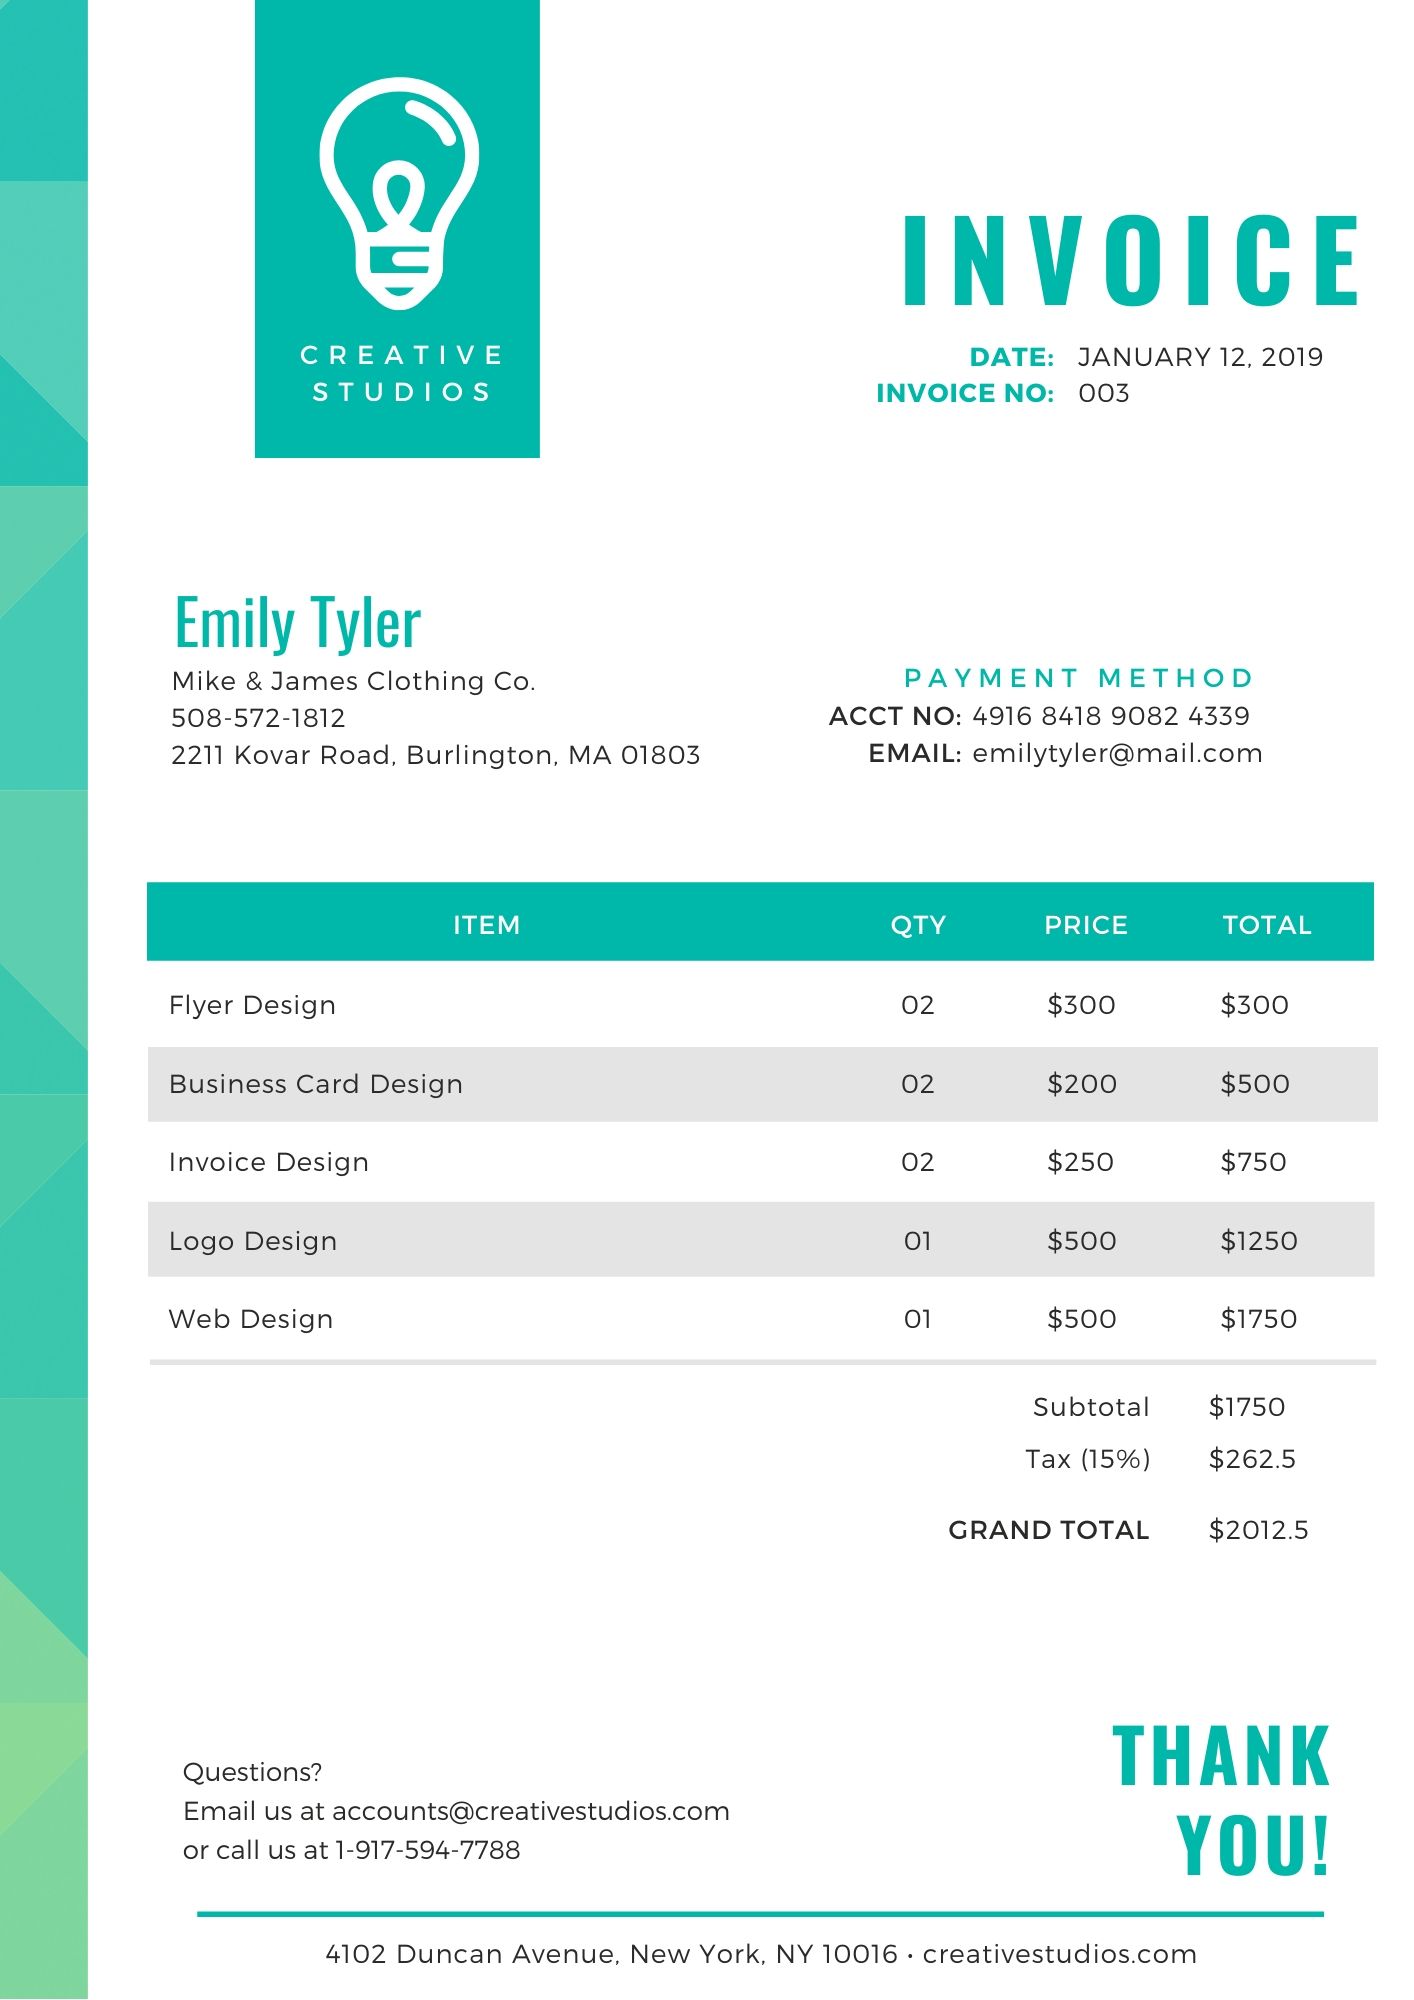 CREATIVE
STUDIOS
INVOICE
DATE: JANUARY 12, 2019
INVOICE NO: 003
Emily Tyler
Mike & James Clothing Co.
508-572-1812
2211 Kovar Road, Burlington, MA 01803
PAYMENT METHOD
ACCT NO: 4916 8418 9082 4339
EMAIL: emilytyler@mail.com
ITEM QTY PRICE TOTAL
Flyer Design 02 $300 $300
Business Card Design 02 $200 $500
Invoice Design 02 $250 $750
Logo Design 01 $500 $1250
Web Design 01 $500 $1750
Subtotal $1750
Tax (15%) $262.5
GRAND TOTAL $2012.5
Questions?
Email us at accounts@creativestudios.com
or call us at 1-917-594-7788
THANK
YOU!
4102 Duncan Avenue, New York, NY 10016 • creativestudios.com